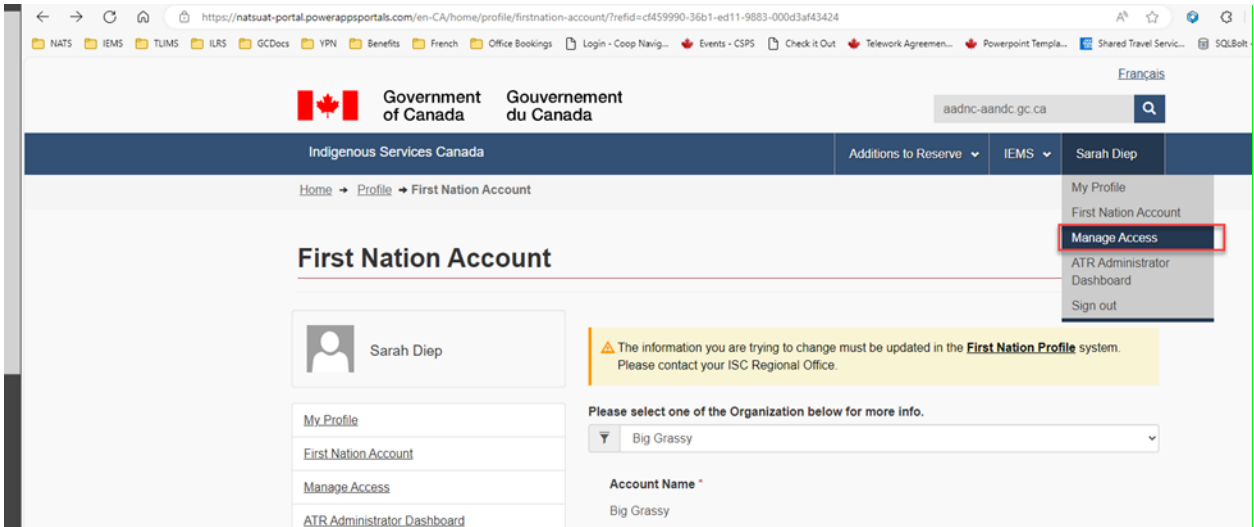 https://natsuat-portal.powerappsportals.com/en-CA/home/profile/firstnation-account/?refid=cf459990-36b1-ed11-9883-000d3af43424
NATS IEMS TLIMS ILRS GCDocs YPN Benefits French Office Bookings Login - Coop Navig... Events - CSPS Check it Out Telework Agreemen... Powerpoint Templa... Shared Travel Servic... SQLBolt
Français
Government of Canada
Gouvernement du Canada
aadnc-aandc.gc.ca
Indigenous Services Canada
Additions to Reserve IEMS Sarah Diep
Home → Profile → First Nation Account
My Profile
First Nation Account
Manage Access
ATR Administrator
Dashboard
Sign out
First Nation Account
Sarah Diep
The information you are trying to change must be updated in the First Nation Profile system.
Please contact your ISC Regional Office.
My Profile
First Nation Account
Manage Access
ATR Administrator Dashboard
Please select one of the Organization below for more info.
Big Grassy
Account Name *
Big Grassy